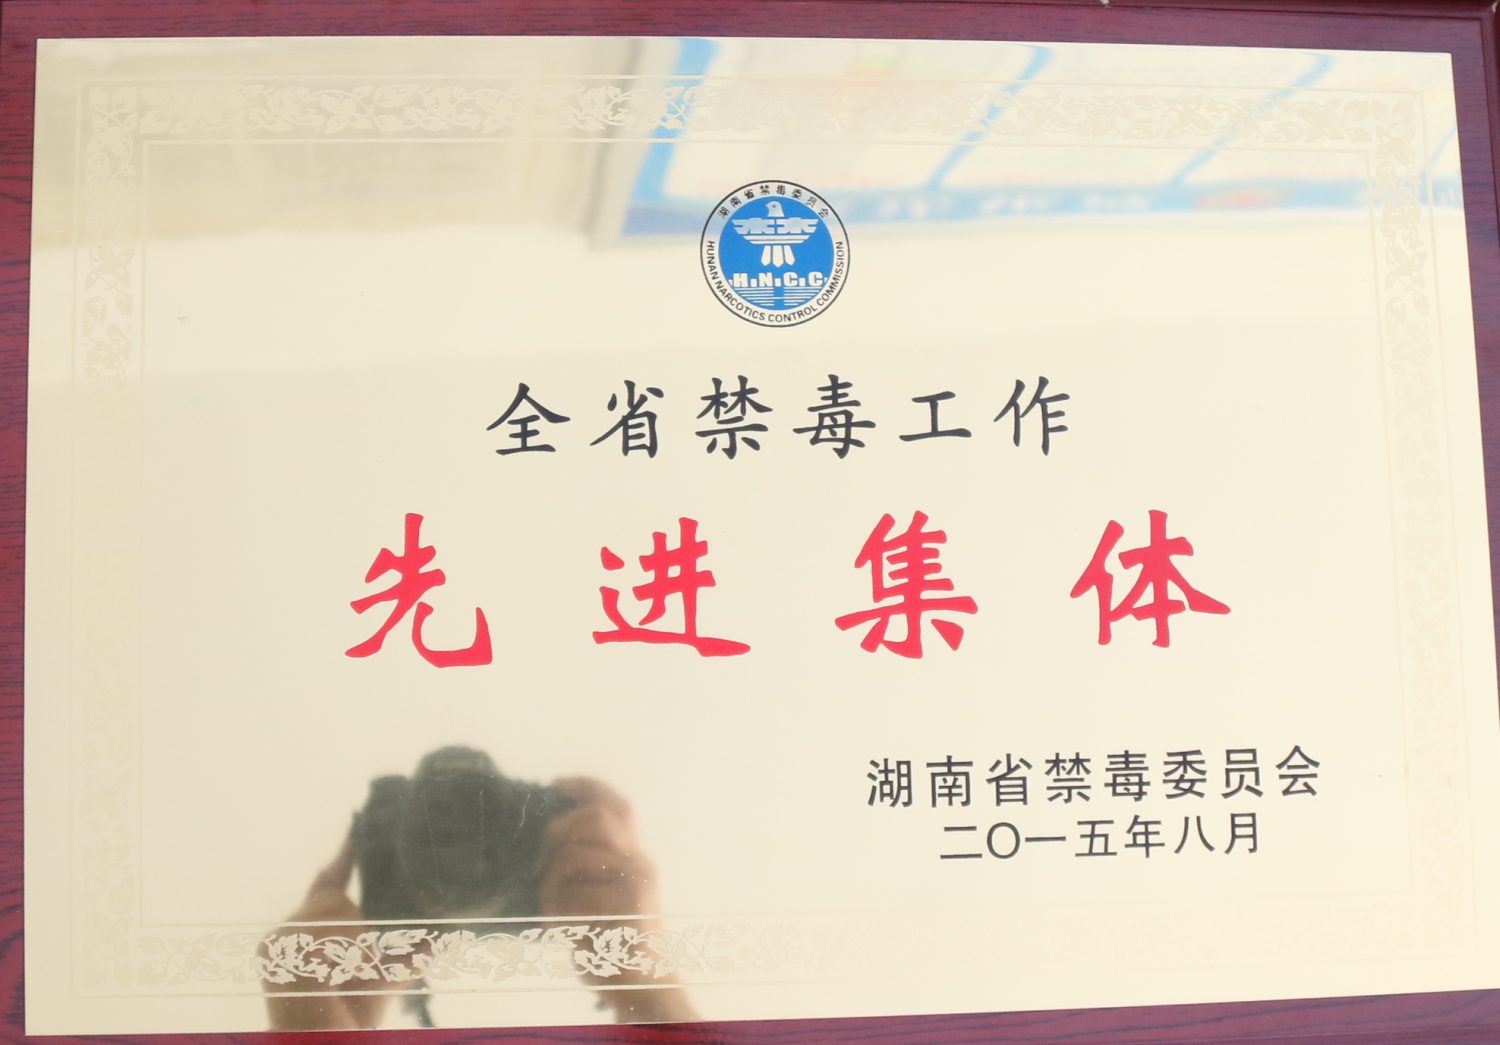 湖南省禁毒委员会
HNCC
HUNAN NARCOTICS CONTROL COMMISSION
全省禁毒工作
先进集体
湖南省禁毒委员会
二〇一五年八月